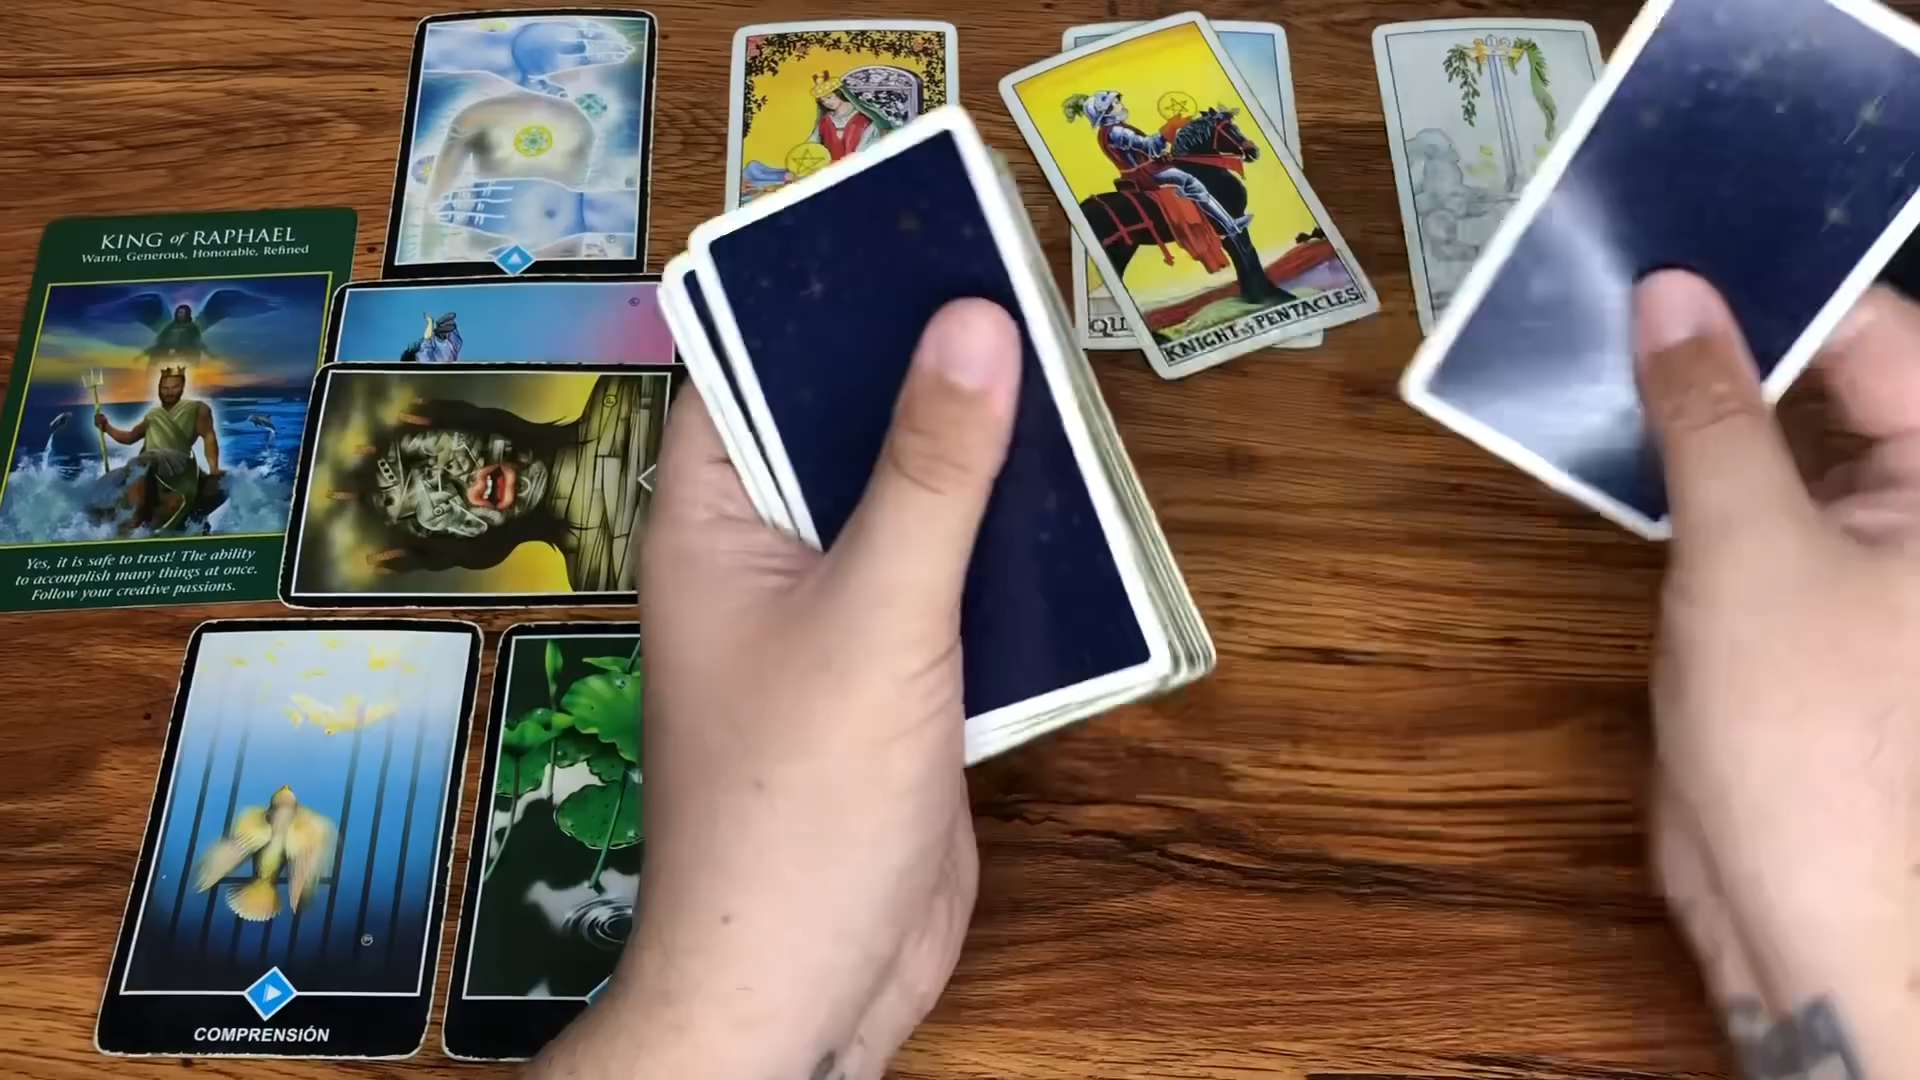 KING of RAPHAEL
Warm, Generous, Honorable, Refined
Yes, it is safe to trust! The ability
to accomplish many things at once.
Follow your creative passions.
QU
KNIGHT of PENTACLES
COMPRENSIÓN